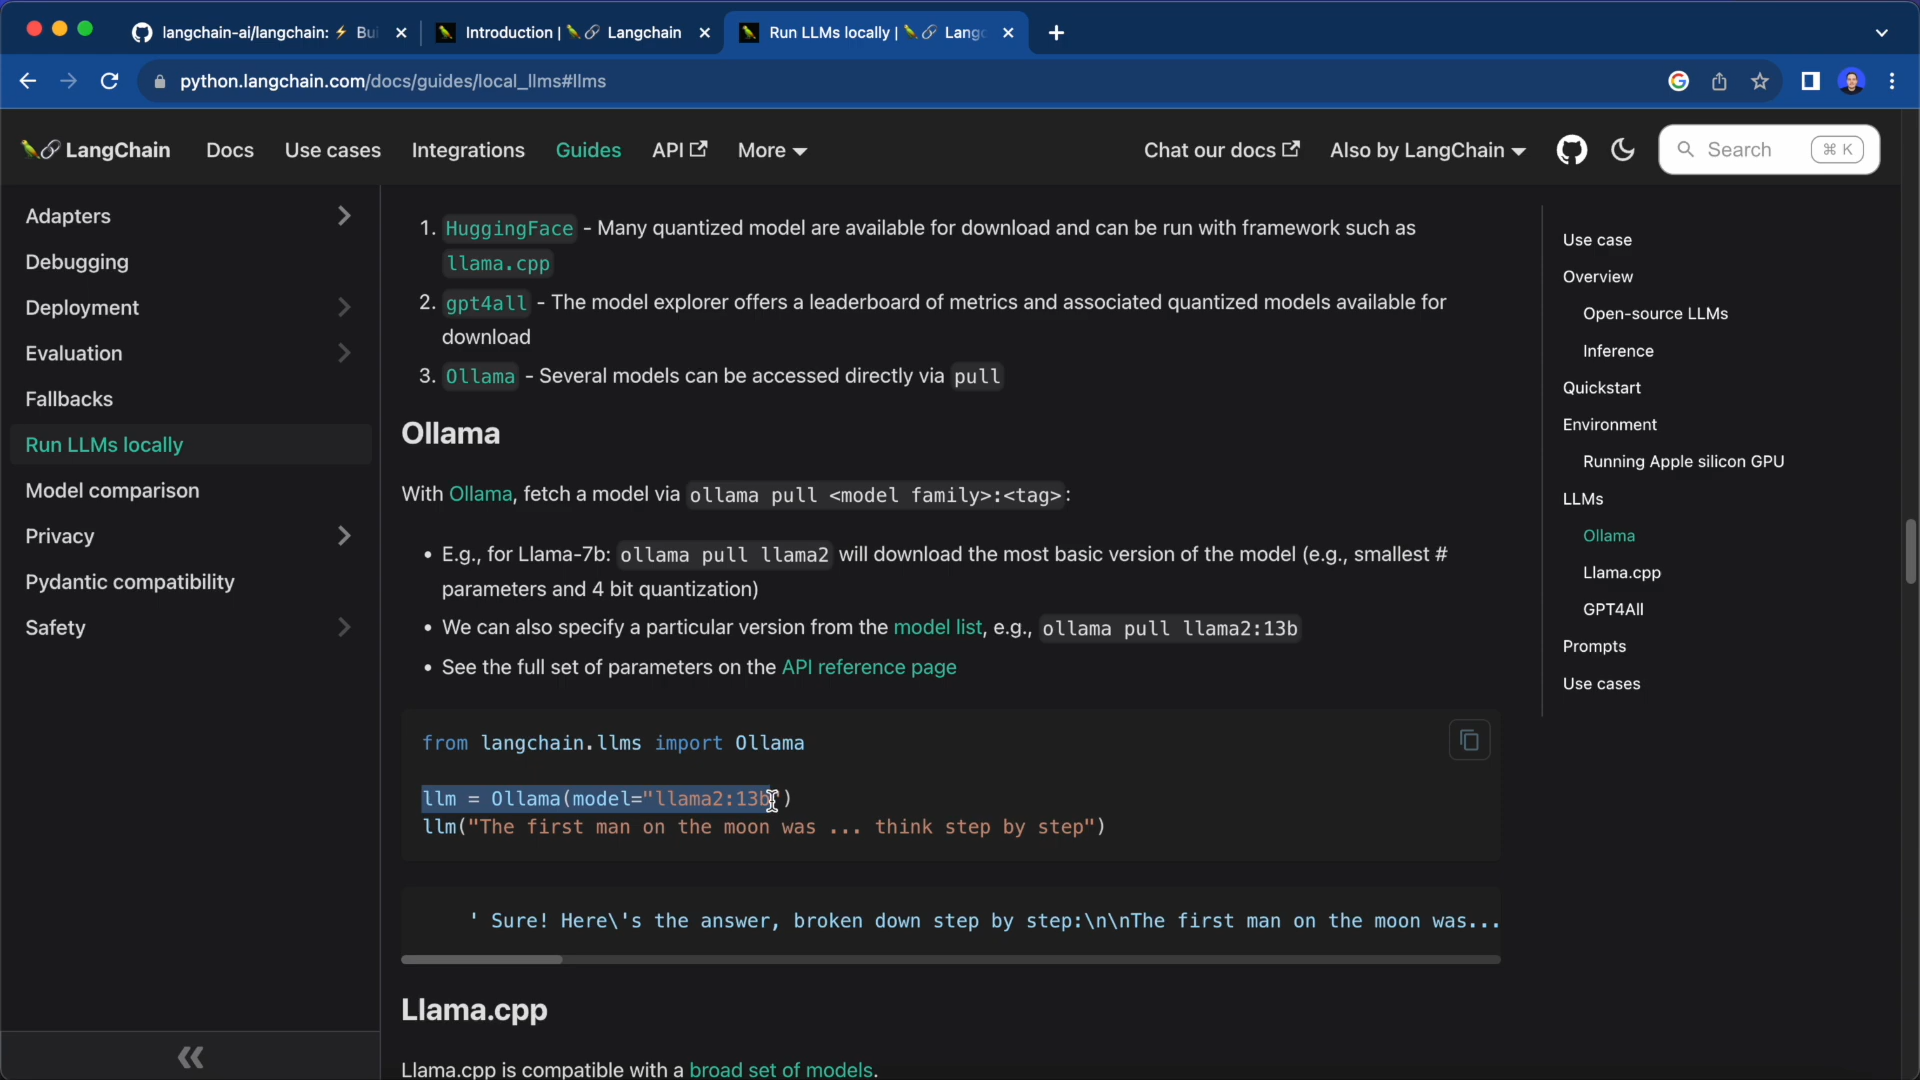 langchain-ai/langchain: ⚡ Bui
Introduction | 🦜🔗 Langchain
Run LLMs locally | 🦜🔗 Langc
python.langchain.com/docs/guides/local_llms#llms
🦜🔗 LangChain Docs Use cases Integrations Guides API More Chat our docs Also by LangChain Search ⌘ K
Adapters
Debugging
Deployment
Evaluation
Fallbacks
Run LLMs locally
Model comparison
Privacy
Pydantic compatibility
Safety
1. HuggingFace - Many quantized model are available for download and can be run with framework such as
llama.cpp
2. gpt4all - The model explorer offers a leaderboard of metrics and associated quantized models available for
download
3. Ollama - Several models can be accessed directly via pull
Ollama
With Ollama, fetch a model via ollama pull <model family>:<tag>:
• E.g., for Llama-7b: ollama pull llama2 will download the most basic version of the model (e.g., smallest #
parameters and 4 bit quantization)
• We can also specify a particular version from the model list, e.g., ollama pull llama2:13b
• See the full set of parameters on the API reference page
from langchain.llms import Ollama
llm = Ollama(model="llama2:13b")
llm("The first man on the moon was ... think step by step")
' Sure! Here\'s the answer, broken down step by step:\n\nThe first man on the moon was...
Llama.cpp
Llama.cpp is compatible with a broad set of models.
Use case
Overview
Open-source LLMs
Inference
Quickstart
Environment
Running Apple silicon GPU
LLMs
Ollama
Llama.cpp
GPT4All
Prompts
Use cases